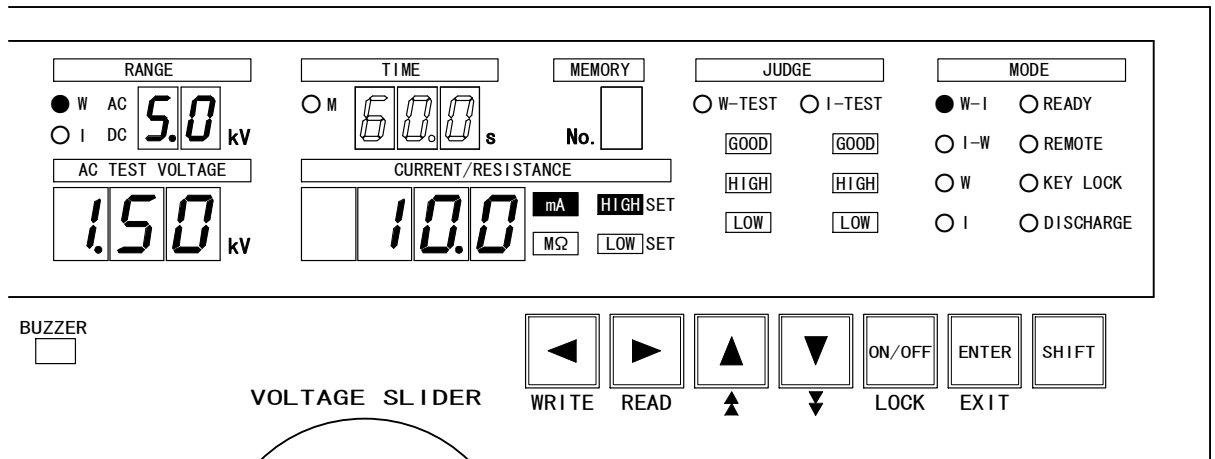 RANGE TIME MEMORY JUDGE MODE
W AC 5.0 kV M 60.0 s No. W-TEST I-TEST W-I READY
I DC GOOD GOOD I-W REMOTE
AC TEST VOLTAGE CURRENT/RESISTANCE
1.50 kV 10.0 mA HIGH SET HIGH HIGH W KEY LOCK
MΩ LOW SET LOW LOW I DISCHARGE
BUZZER
◀ ▶ ▲ ▼ ON/OFF ENTER SHIFT
VOLTAGE SLIDER WRITE READ LOCK EXIT